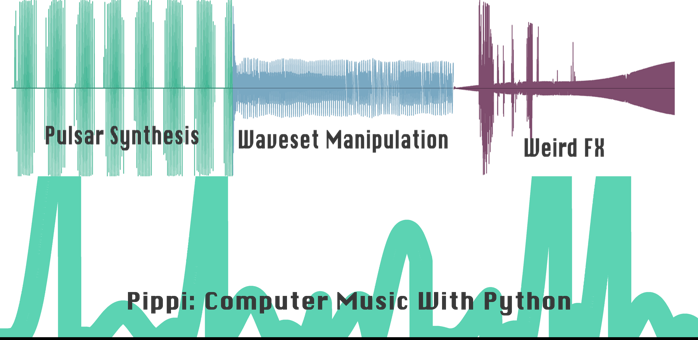 Pulsar Synthesis
Waveset Manipulation
Weird FX
Pippi: Computer Music With Python